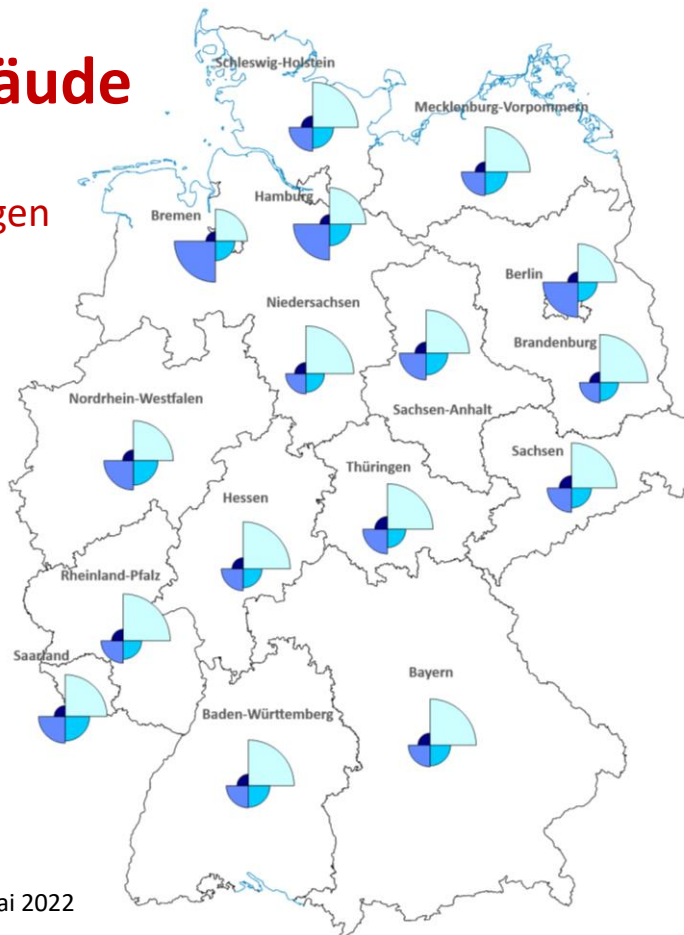 äude
gen
Schleswig-Holstein
Mecklenburg-Vorpommern
Hamburg
Bremen
Berlin
Niedersachsen
Brandenburg
Nordrhein-Westfalen
Sachsen-Anhalt
Sachsen
Thüringen
Hessen
Rheinland-Pfalz
Saarland
Bayern
Baden-Württemberg
ai 2022